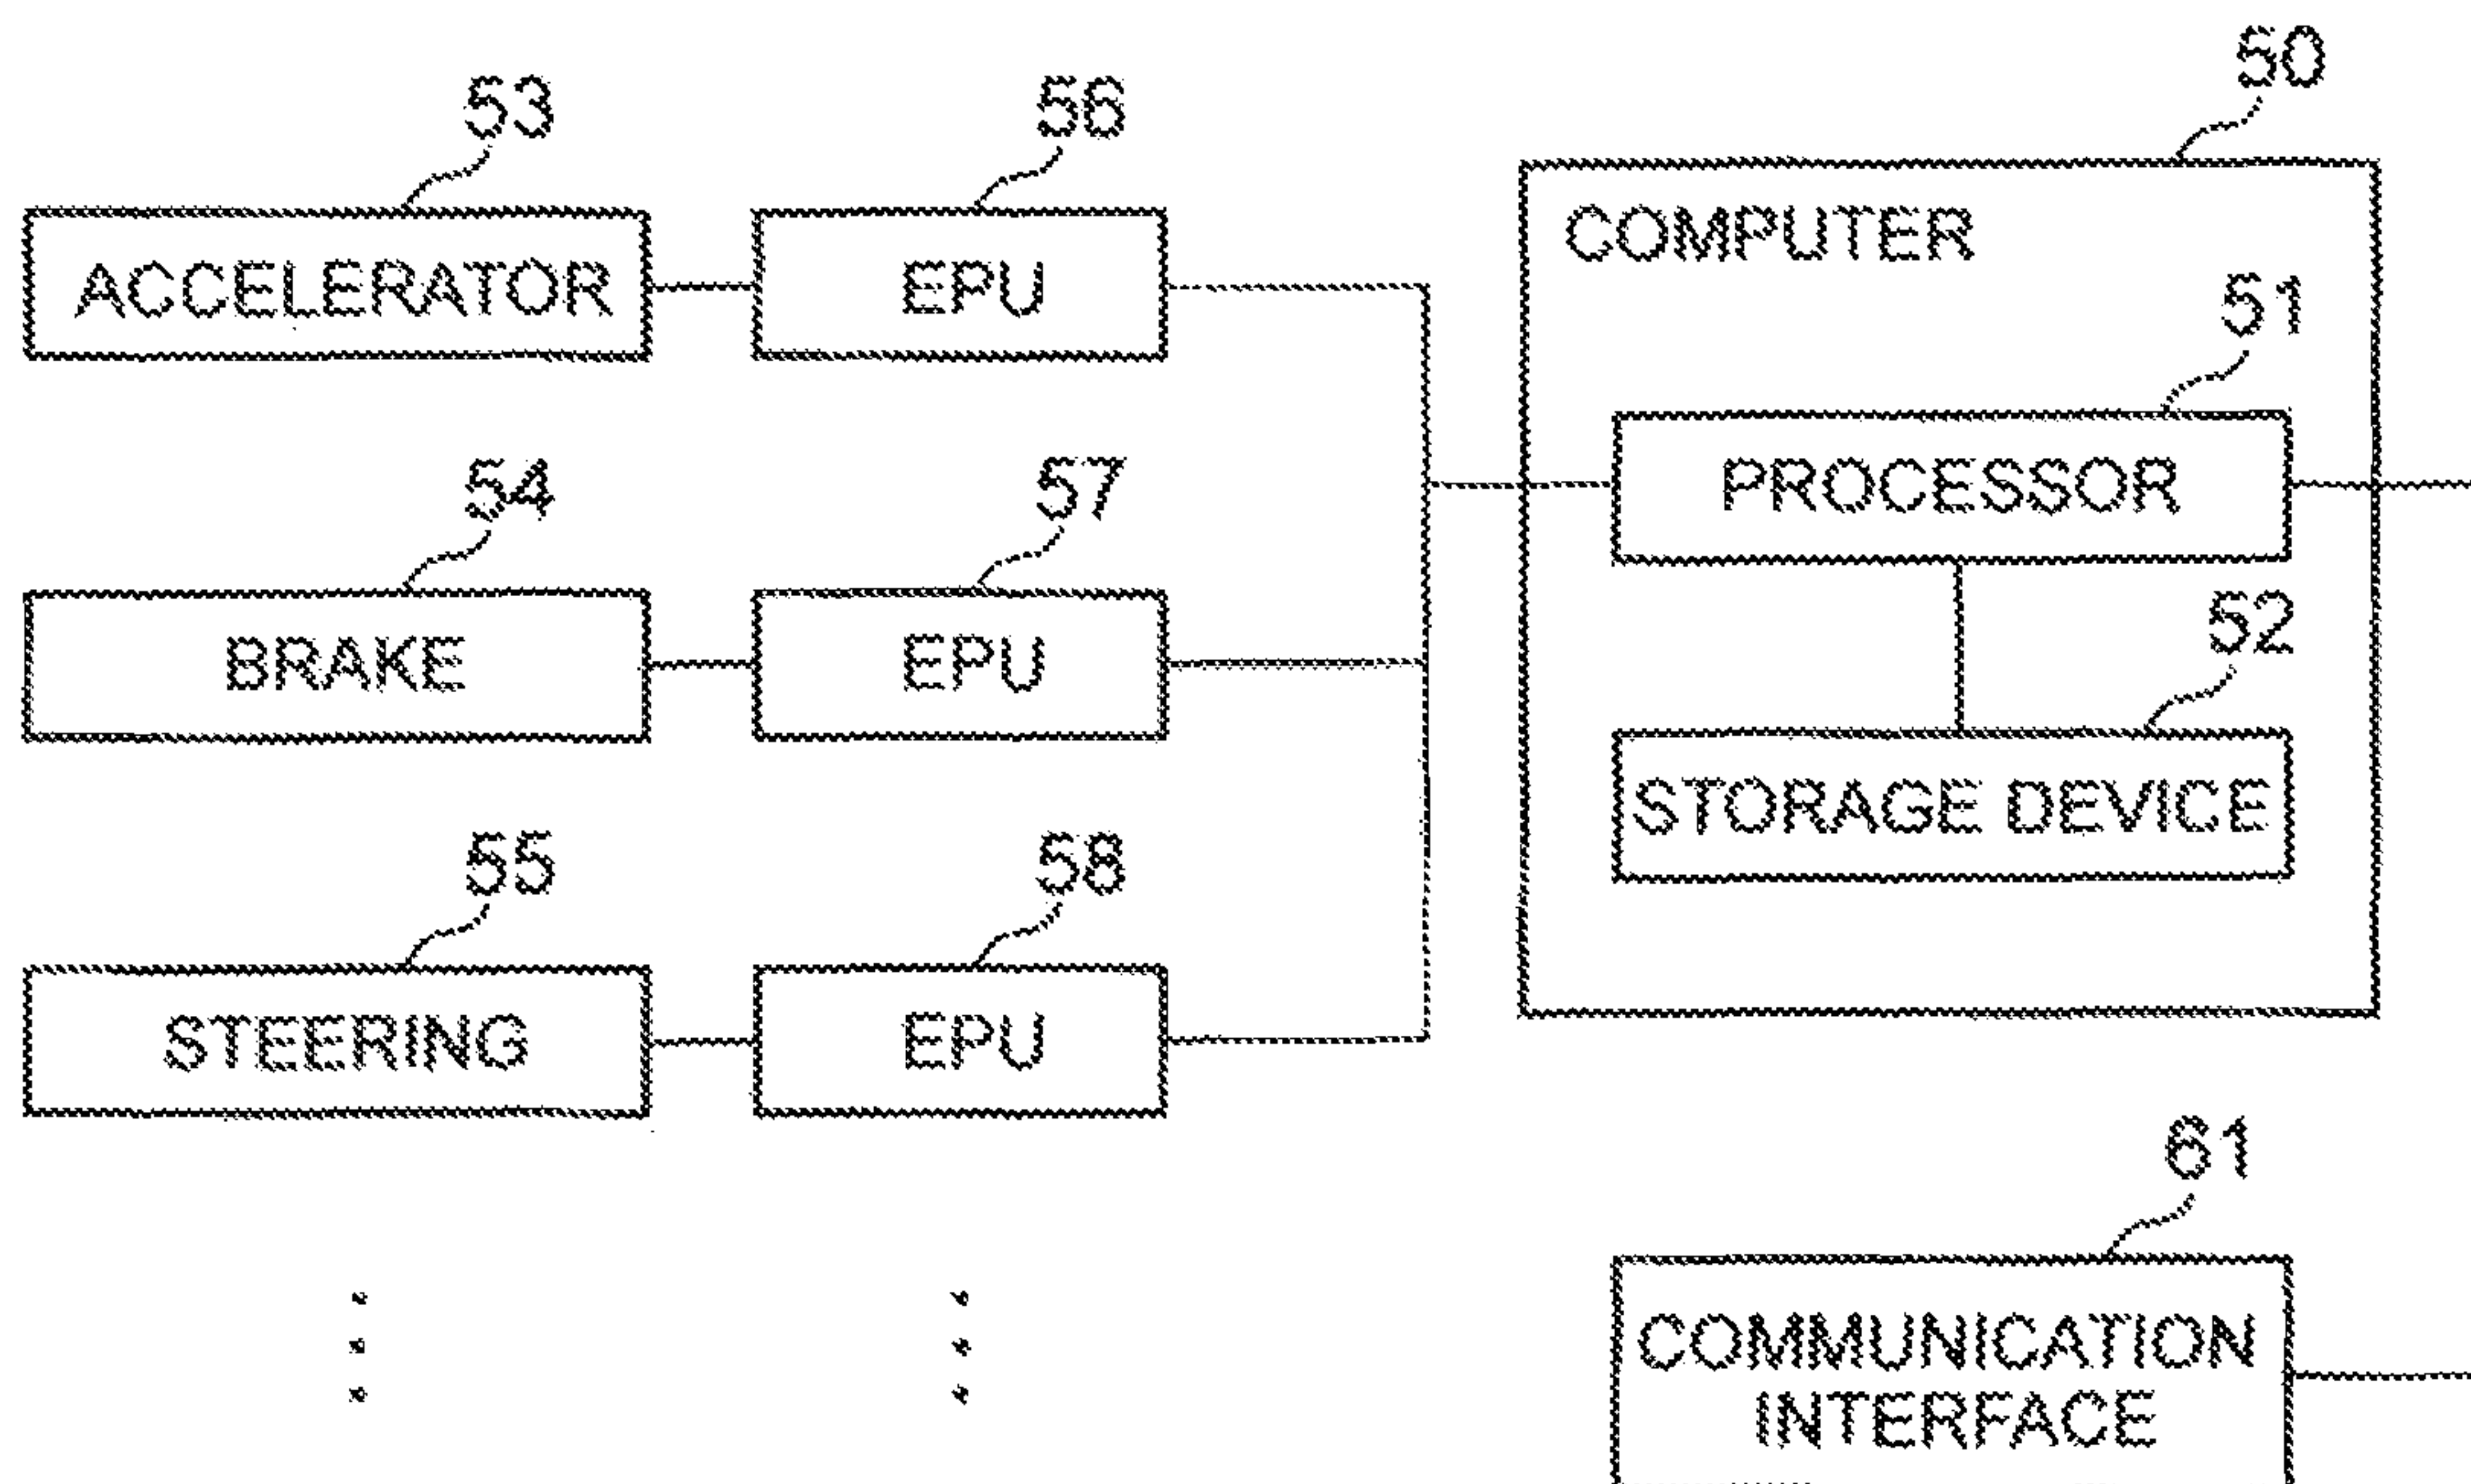 50
53
56
COMPUTER
ACCELERATOR
EPU
51
PROCESSOR
54
57
52
BRAKE
EPU
STORAGE DEVICE
55
58
STEERING
EPU
61
COMMUNICATION
INTERFACE